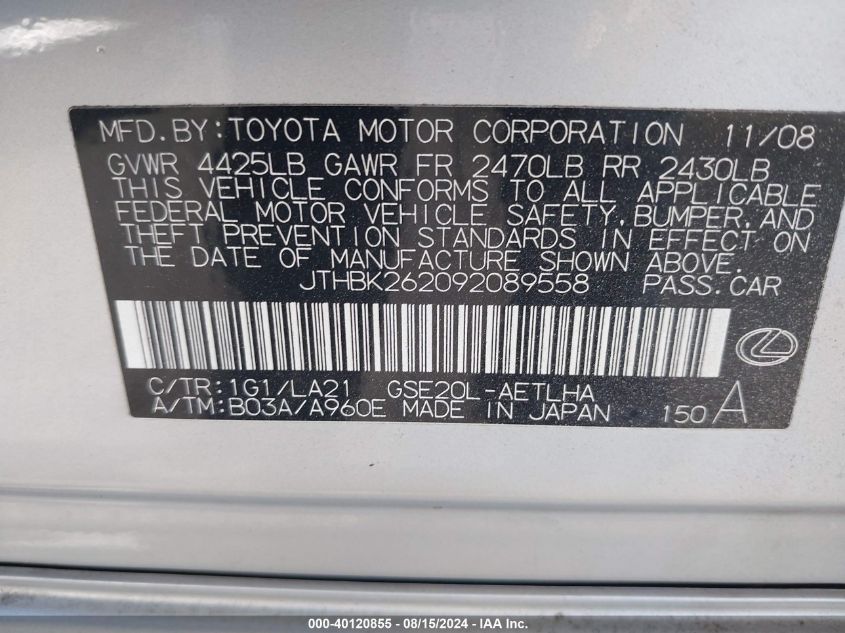 MFD. BY: TOYOTA MOTOR CORPORATION 11/08
GVWR 4425LB GAWR FR 2470LB RR 2430LB
THIS VEHICLE CONFORMS TO ALL APPLICABLE
FEDERAL MOTOR VEHICLE SAFETY, BUMPER, AND
THEFT PREVENTION STANDARDS IN EFFECT ON
THE DATE OF MANUFACTURE SHOWN ABOVE.
JTHBK262092089558 PASS. CAR
C/TR: 1G1/LA21 GSE20L-AETLHA
A/TM: B03A/A960E MADE IN JAPAN 150 A
000-40120855 - 08/15/2024 - IAA Inc.